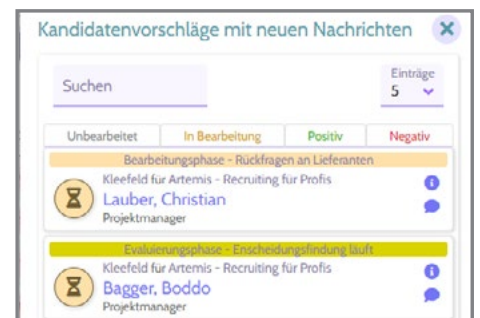 Kandidatenvorschläge mit neuen Nachrichten
Suchen
Einträge
5
Unbearbeitet In Bearbeitung Positiv Negativ
Bearbeitungsphase - Rückfragen an Lieferanten
Kleefeld für Artemis - Recruiting für Profis
Lauber, Christian
Projektmanager
Evaluierungsphase - Enscheidungsfindung läuft
Kleefeld für Artemis - Recruiting für Profis
Bagger, Boddo
Projektmanager